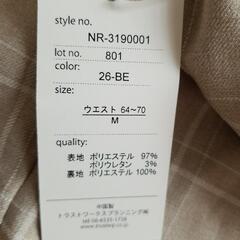 style no.
NR-3190001
lot no.
801
color:
26-BE
size:
ウエスト 64～70
M
quality:
表地 ポリエステル 97%
ポリウレタン 3%
裏地 ポリエステル 100%
トラストワークスプランニング㈱